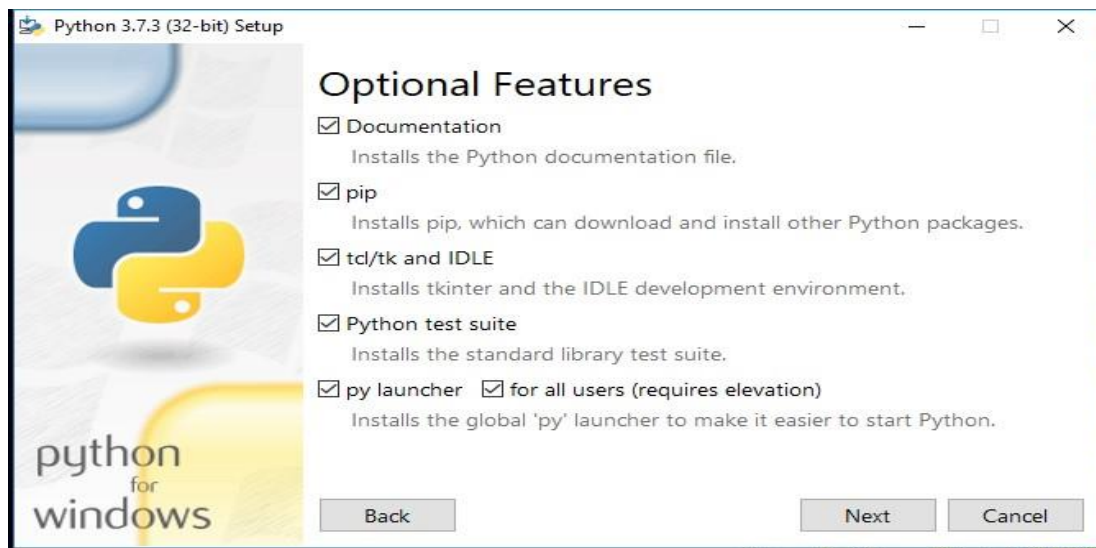 Python 3.7.3 (32-bit) Setup
Optional Features
Documentation
Installs the Python documentation file.
pip
Installs pip, which can download and install other Python packages.
tcl/tk and IDLE
Installs tkinter and the IDLE development environment.
Python test suite
Installs the standard library test suite.
py launcher for all users (requires elevation)
Installs the global 'py' launcher to make it easier to start Python.
python
for
windows
Back Next Cancel